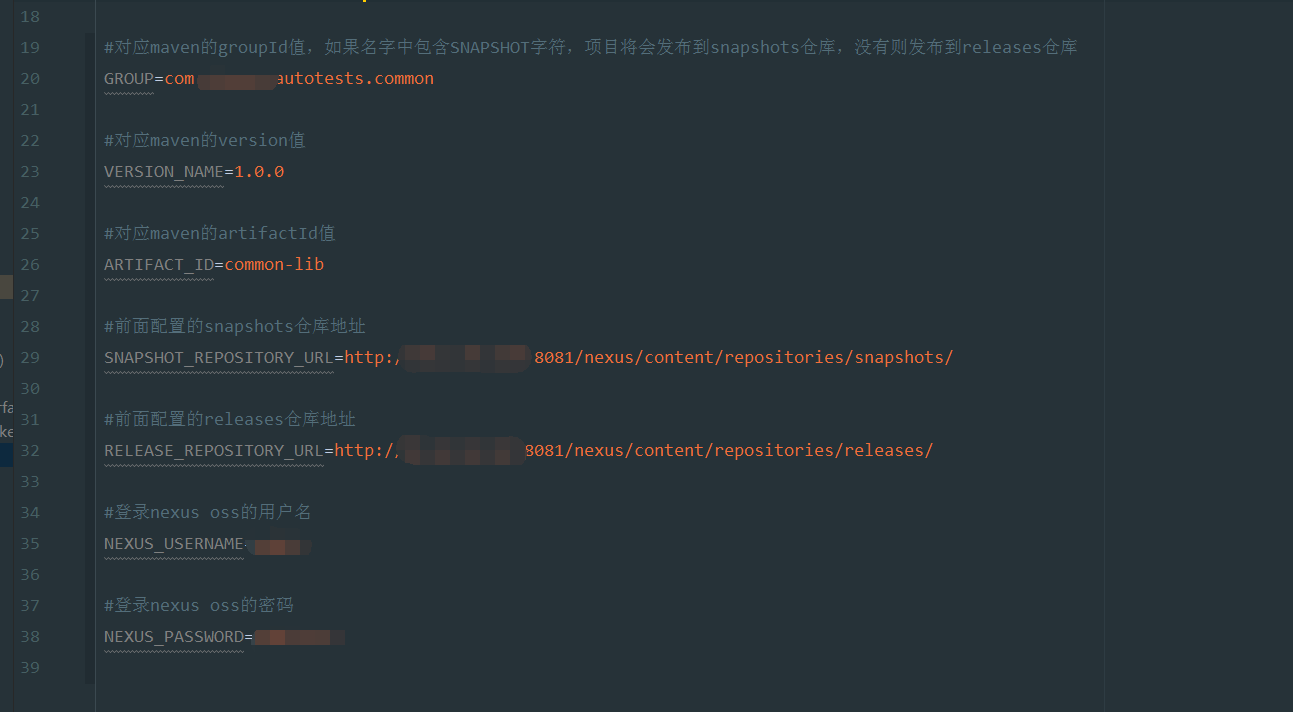 18
19 #对应maven的groupId值，如果名字中包含SNAPSHOT字符，项目将会发布到snapshots仓库，没有则发布到releases仓库
20 GROUP=com autotests.common
21
22 #对应maven的version值
23 VERSION_NAME=1.0.0
24
25 #对应maven的artifactId值
26 ARTIFACT_ID=common-lib
27
28 #前面配置的snapshots仓库地址
29 SNAPSHOT_REPOSITORY_URL=http:/ 8081/nexus/content/repositories/snapshots/
30
31 #前面配置的releases仓库地址
32 RELEASE_REPOSITORY_URL=http:// 8081/nexus/content/repositories/releases/
33
34 #登录nexus oss的用户名
35 NEXUS_USERNAME
36
37 #登录nexus oss的密码
38 NEXUS_PASSWORD=
39